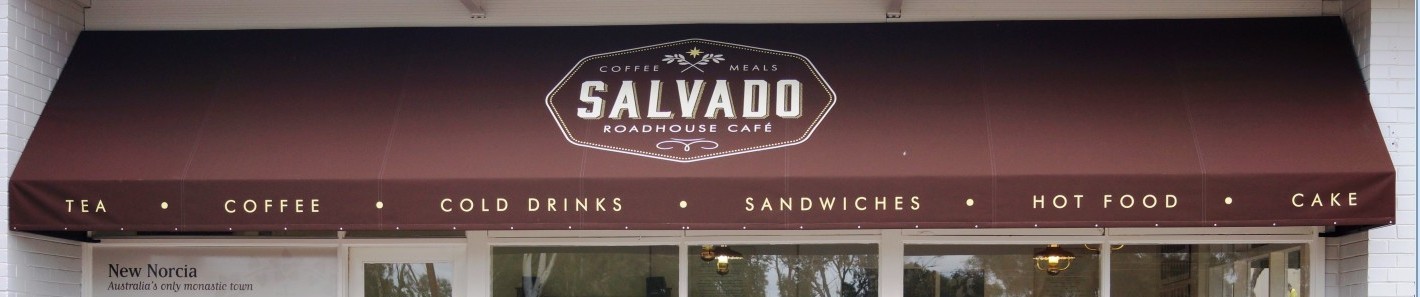 COFFEE MEALS
SALVADO
ROADHOUSE CAFÉ
TEA • COFFEE • COLD DRINKS • SANDWICHES • HOT FOOD • CAKE
New Norcia
Australia's only monastic town